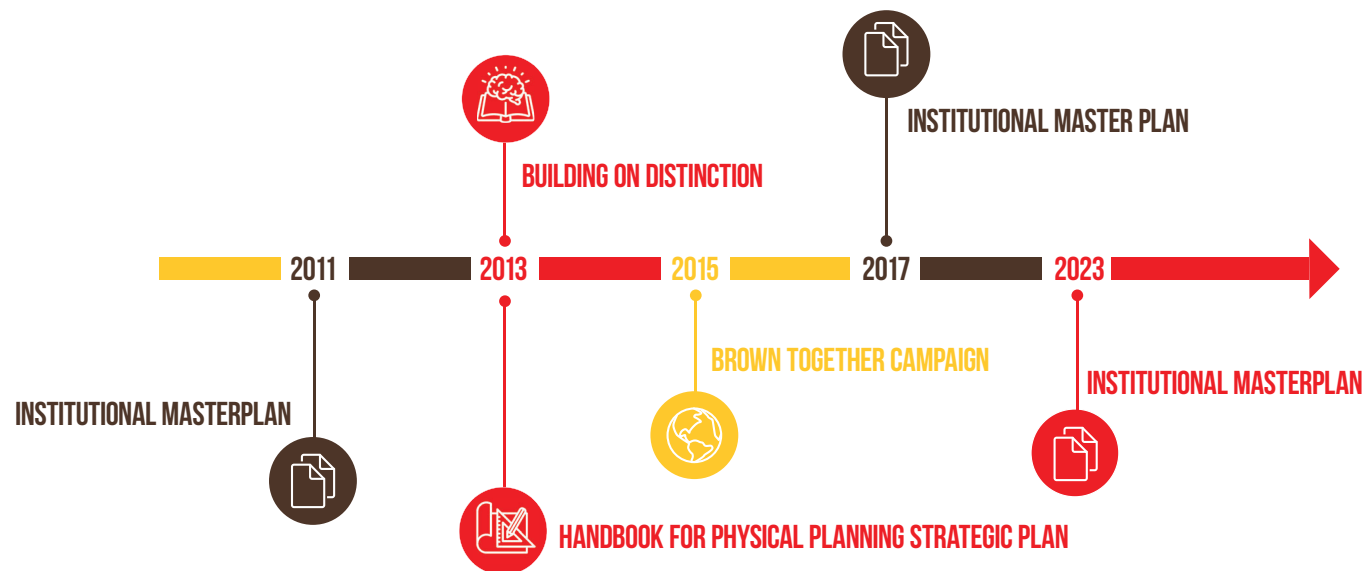 INSTITUTIONAL MASTER PLAN
BUILDING ON DISTINCTION
2011
2013
2015
2017
2023
BROWN TOGETHER CAMPAIGN
INSTITUTIONAL MASTERPLAN
INSTITUTIONAL MASTERPLAN
HANDBOOK FOR PHYSICAL PLANNING STRATEGIC PLAN